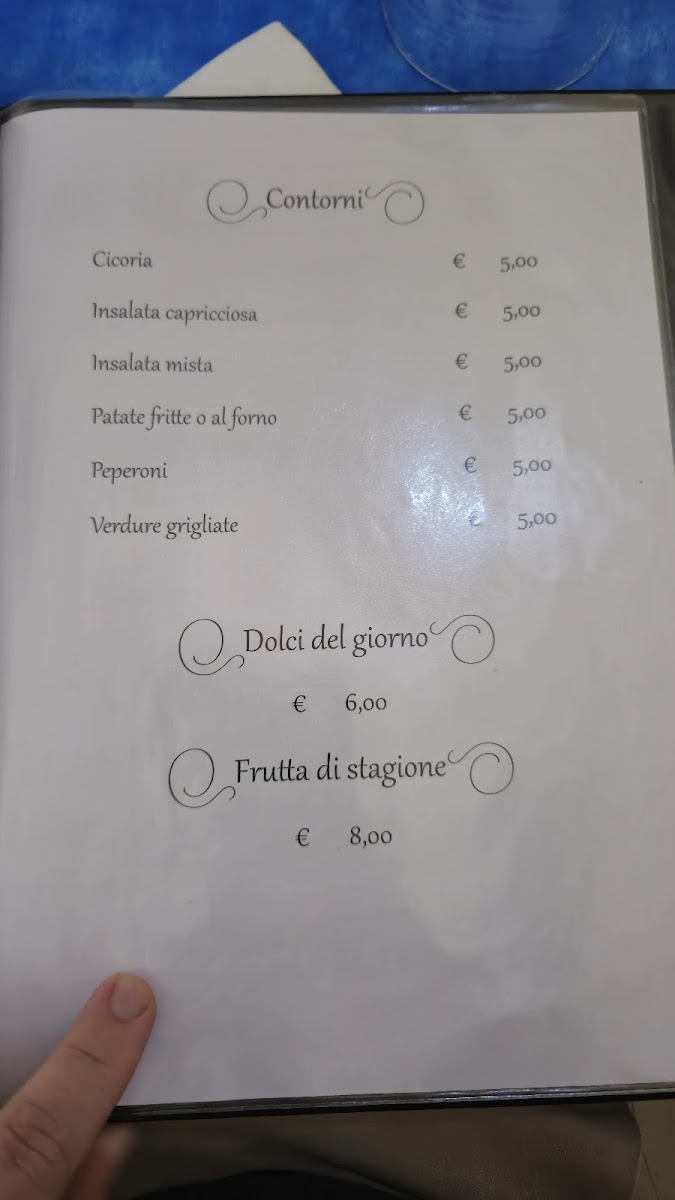 Contorni
Cicoria € 5,00
Insalata capricciosa € 5,00
Insalata mista € 5,00
Patate fritte o al forno € 5,00
Peperoni € 5,00
Verdure grigliate € 5,00
Dolci del giorno
€ 6,00
Frutta di stagione
€ 8,00